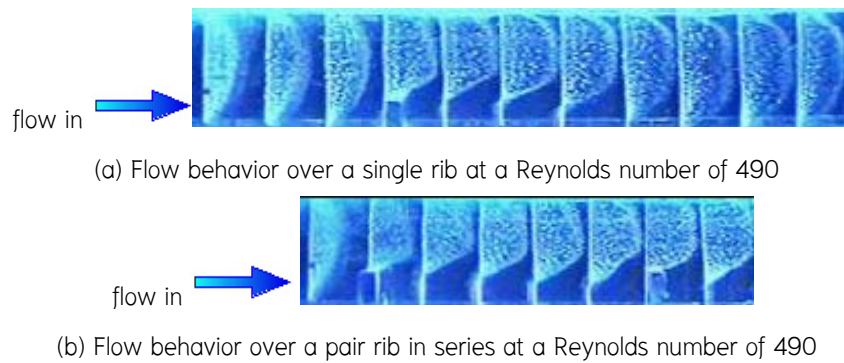 flow in
(a) Flow behavior over a single rib at a Reynolds number of 490
flow in
(b) Flow behavior over a pair rib in series at a Reynolds number of 490